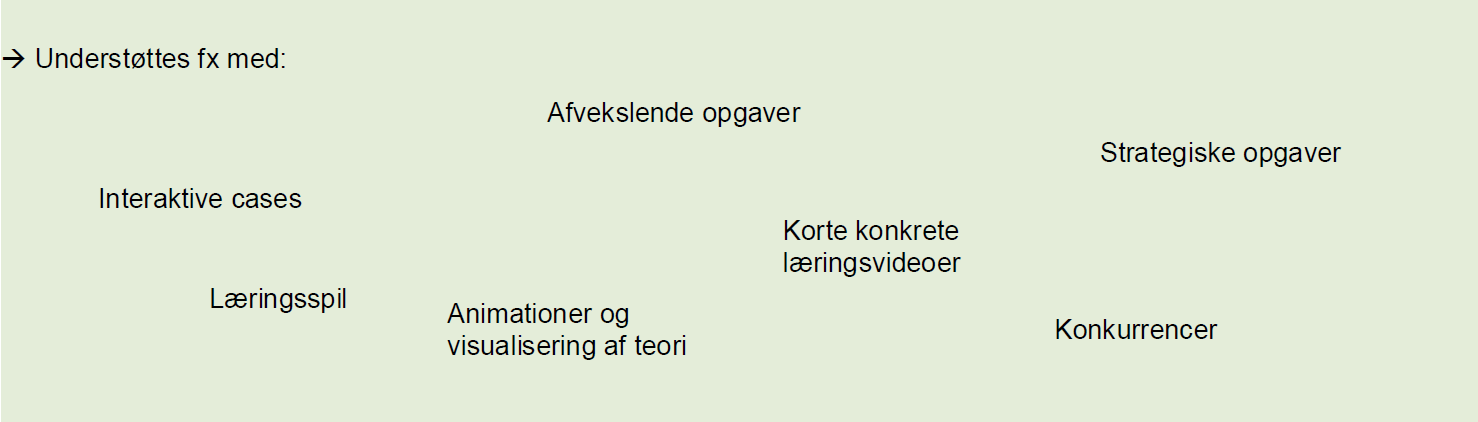 → Understøttes fx med:
Afvekslende opgaver
Strategiske opgaver
Interaktive cases
Korte konkrete
læringsvideoer
Læringsspil
Animationer og
visualisering af teori
Konkurrencer